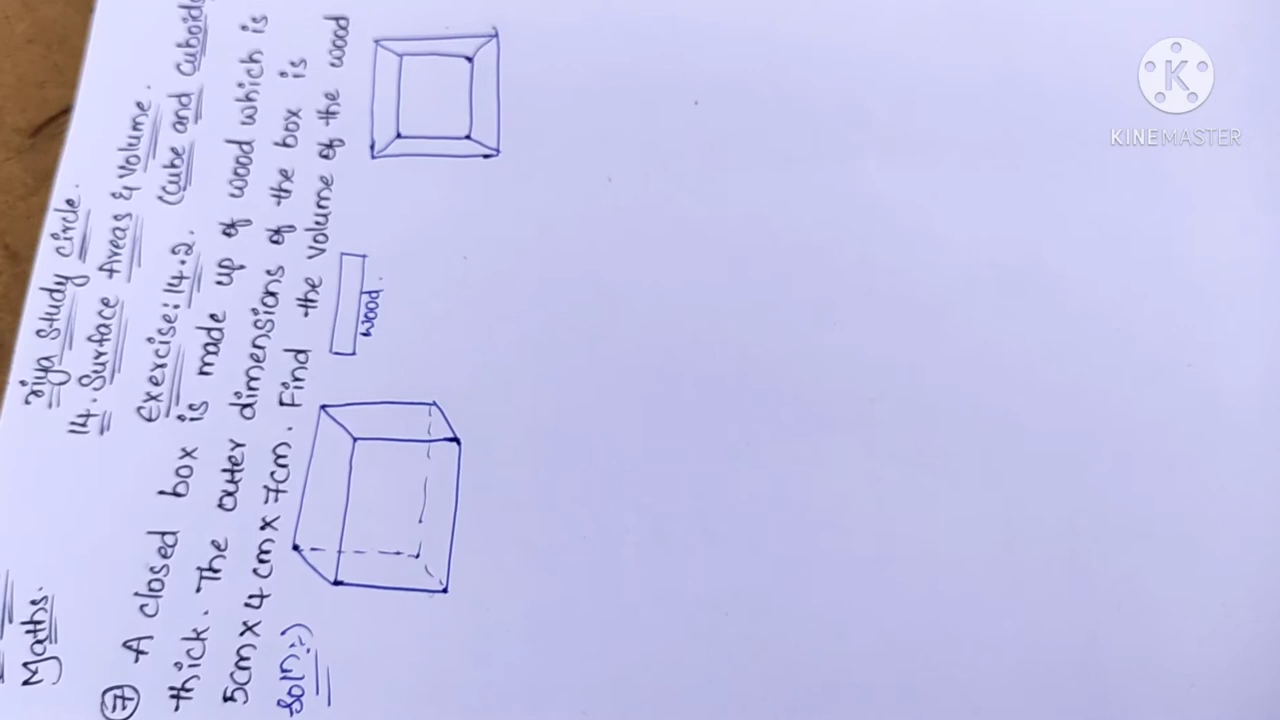 Maths.
riya Study Circle.
14. Surface Areas & Volume.
Exercise: 14.2. (Cube and Cuboids
7 A closed box is made up of wood which is
thick. The outer dimensions of the box is
5cm x 4cm x 7cm. Find the volume of the wood
Soln:-)
wood.
K
KINEMASTER